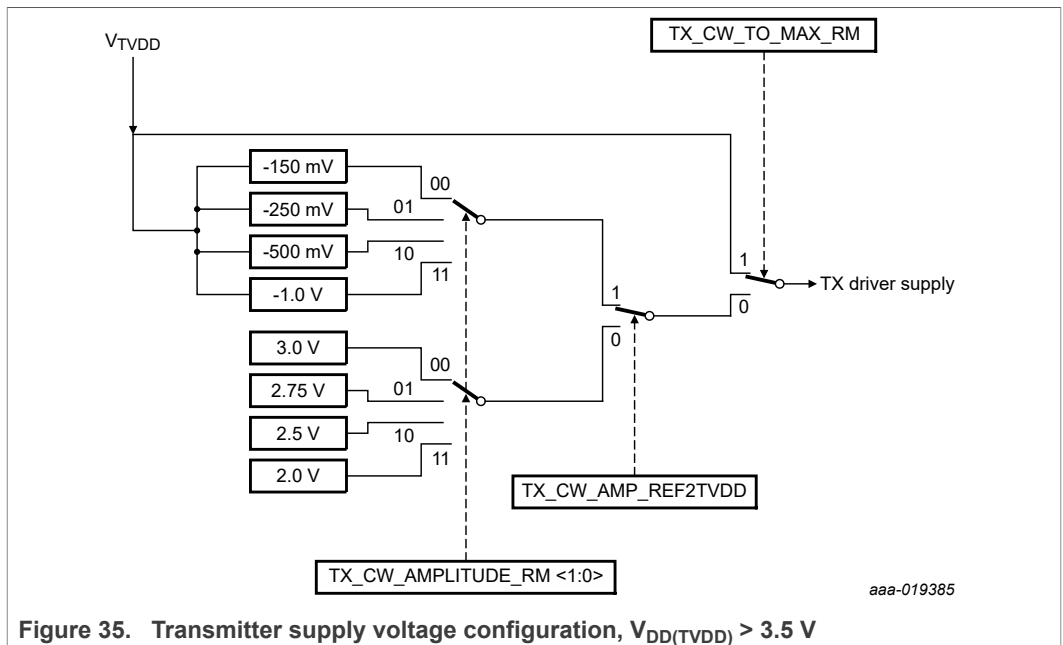 VTVDD
TX_CW_TO_MAX_RM
-150 mV
-250 mV
-500 mV
-1.0 V
00
01
10
11
1
0
TX driver supply
1
0
3.0 V
2.75 V
2.5 V
2.0 V
00
01
10
11
TX_CW_AMP_REF2TVDD
TX_CW_AMPLITUDE_RM <1:0>
aaa-019385
Figure 35. Transmitter supply voltage configuration, VDD(TVDD) > 3.5 V